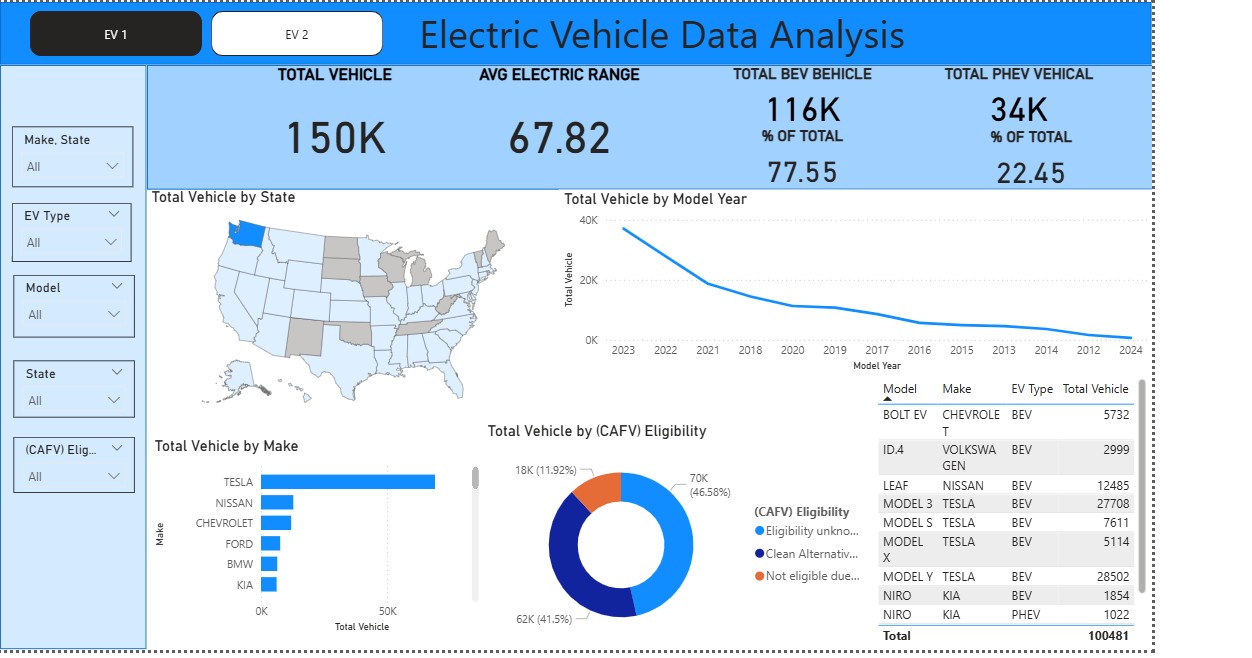 EV 1
EV 2
Electric Vehicle Data Analysis
TOTAL VEHICLE
150K
AVG ELECTRIC RANGE
67.82
TOTAL BEV BEHICLE
116K
% OF TOTAL
77.55
TOTAL PHEV VEHICAL
34K
% OF TOTAL
22.45
Make, State
All
EV Type
All
Model
All
State
All
(CAFV) Elig...
All
Total Vehicle by State
Total Vehicle by Model Year
Total Vehicle
40K
20K
0K
2023 2022 2021 2018 2020 2019 2017 2016 2015 2013 2014 2012 2024
Model Year
Total Vehicle by Make
Make
TESLA
NISSAN
CHEVROLET
FORD
BMW
KIA
0K 50K
Total Vehicle
Total Vehicle by (CAFV) Eligibility
18K (11.92%)
70K
(46.58%)
62K (41.5%)
(CAFV) Eligibility
Eligibility unkno...
Clean Alternativ...
Not eligible due...
Model Make EV Type Total Vehicle
BOLT EV CHEVROLE BEV 5732
T
ID.4 VOLKSWA BEV 2999
GEN
LEAF NISSAN BEV 12485
MODEL 3 TESLA BEV 27708
MODEL S TESLA BEV 7611
MODEL TESLA BEV 5114
X
MODEL Y TESLA BEV 28502
NIRO KIA BEV 1854
NIRO KIA PHEV 1022
Total 100481